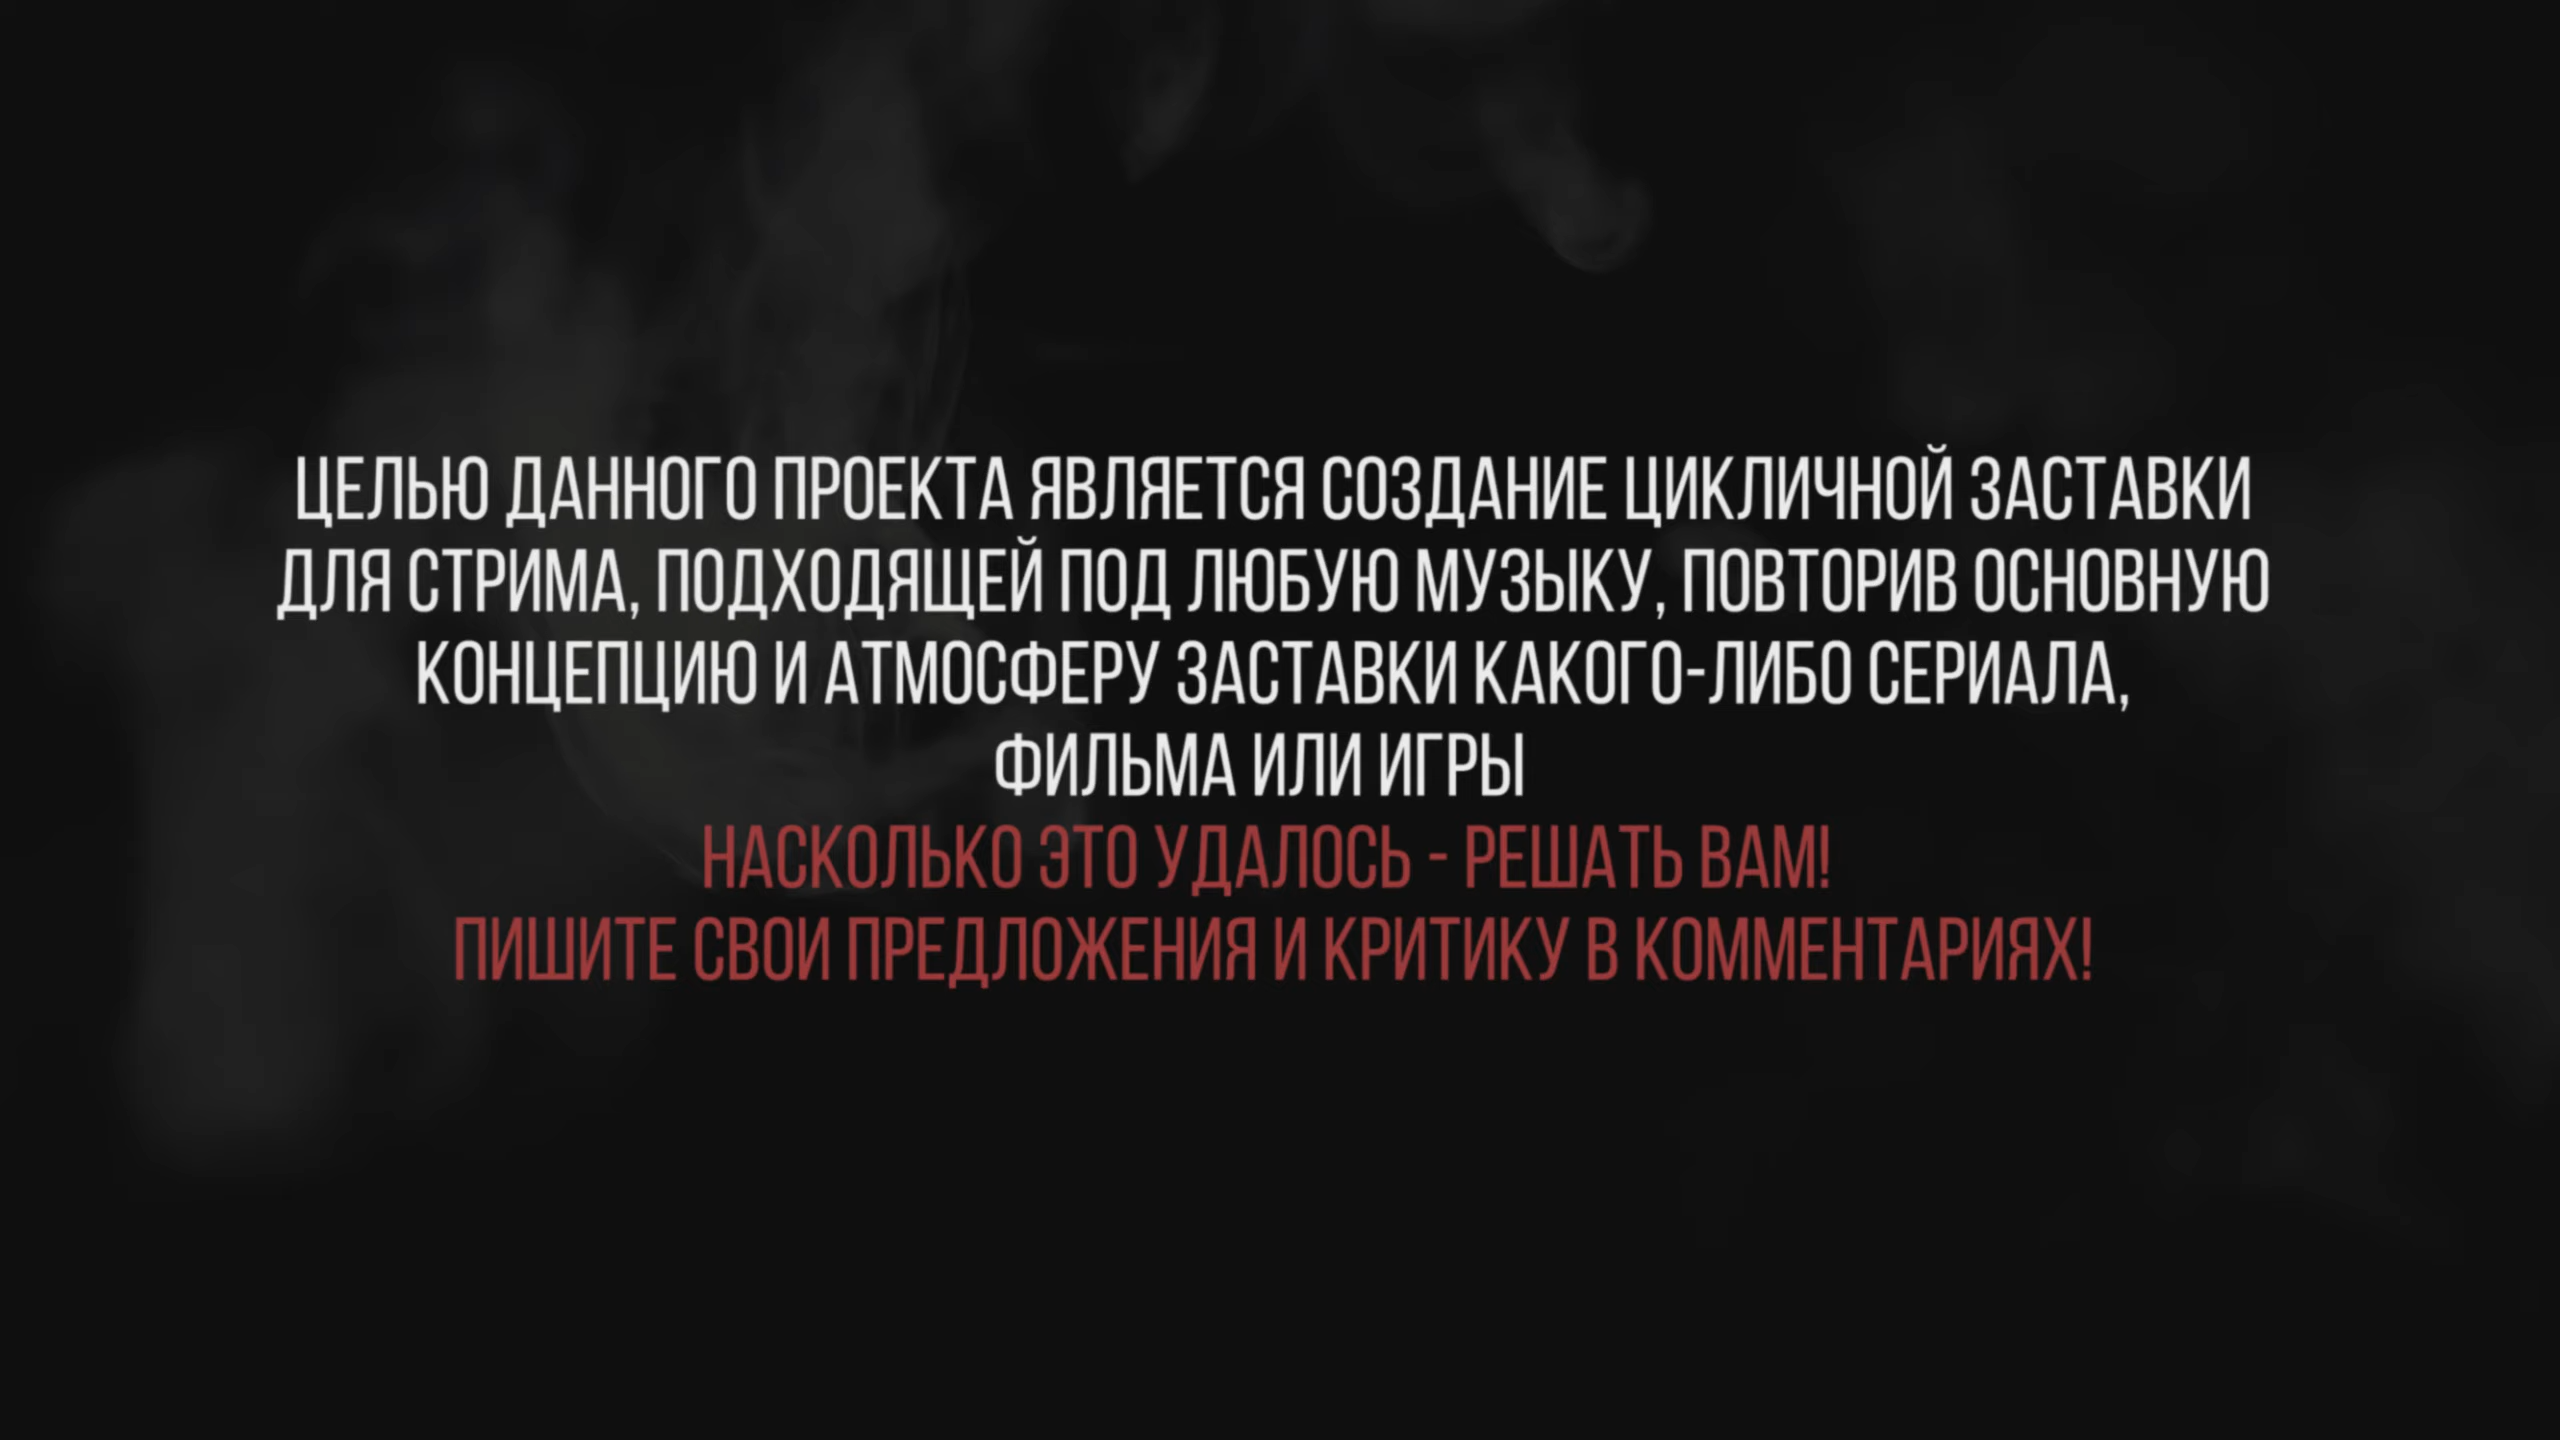 ЦЕЛЬЮ ДАННОГО ПРОЕКТА ЯВЛЯЕТСЯ СОЗДАНИЕ ЦИКЛИЧНОЙ ЗАСТАВКИ
ДЛЯ СТРИМА, ПОДХОДЯЩЕЙ ПОД ЛЮБУЮ МУЗЫКУ, ПОВТОРИВ ОСНОВНУЮ
КОНЦЕПЦИЮ И АТМОСФЕРУ ЗАСТАВКИ КАКОГО-ЛИБО СЕРИАЛА,
ФИЛЬМА ИЛИ ИГРЫ
НАСКОЛЬКО ЭТО УДАЛОСЬ - РЕШАТЬ ВАМ!
ПИШИТЕ СВОИ ПРЕДЛОЖЕНИЯ И КРИТИКУ В КОММЕНТАРИЯХ!